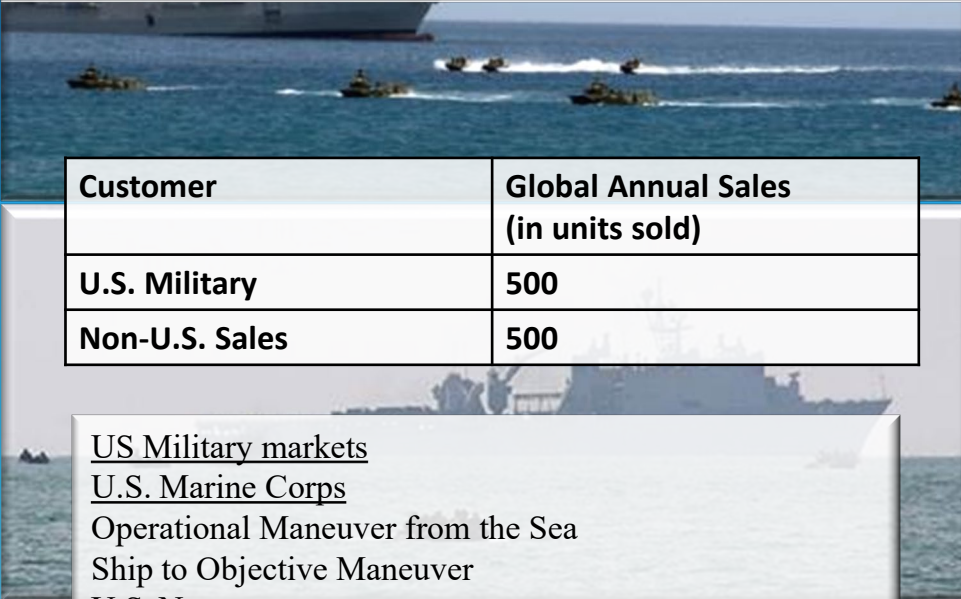 Customer Global Annual Sales
(in units sold)
U.S. Military 500
Non-U.S. Sales 500
US Military markets
U.S. Marine Corps
Operational Maneuver from the Sea
Ship to Objective Maneuver